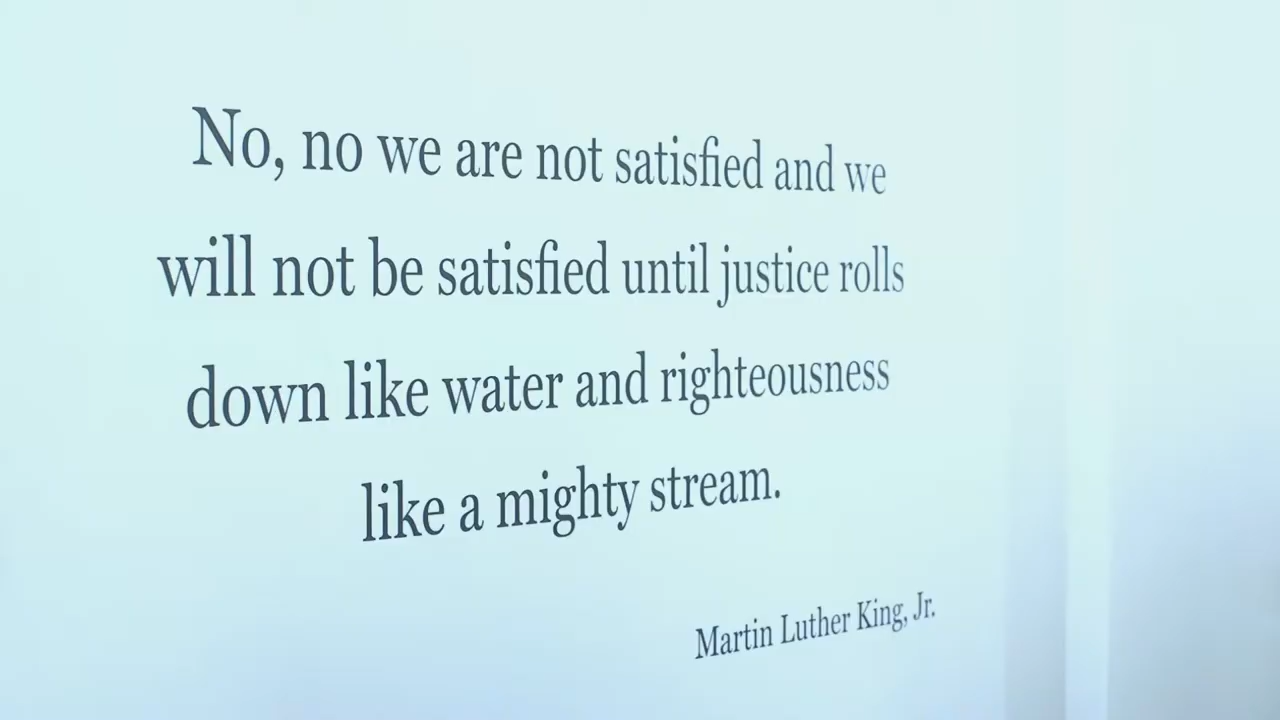 No, no we are not satisfied and we
will not be satisfied until justice rolls
down like water and righteousness
like a mighty stream.
Martin Luther King, Jr.